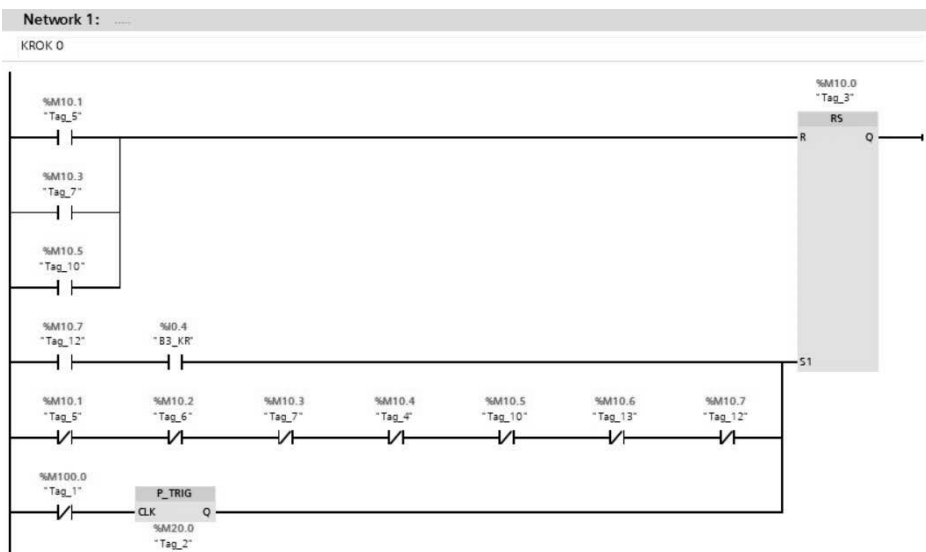 Network 1: .....
KROK 0
%M10.0
"Tag_3"
%M10.1
"Tag_5"
RS
R Q
%M10.3
"Tag_7"
%M10.5
"Tag_10"
%M10.7 %I0.4
"Tag_12" "B3_KR"
S1
%M10.1 %M10.2 %M10.3 %M10.4 %M10.5 %M10.6 %M10.7
"Tag_5" "Tag_6" "Tag_7" "Tag_4" "Tag_10" "Tag_13" "Tag_12"
%M100.0
"Tag_1"
P_TRIG
CLK Q
%M20.0
"Tag_2"